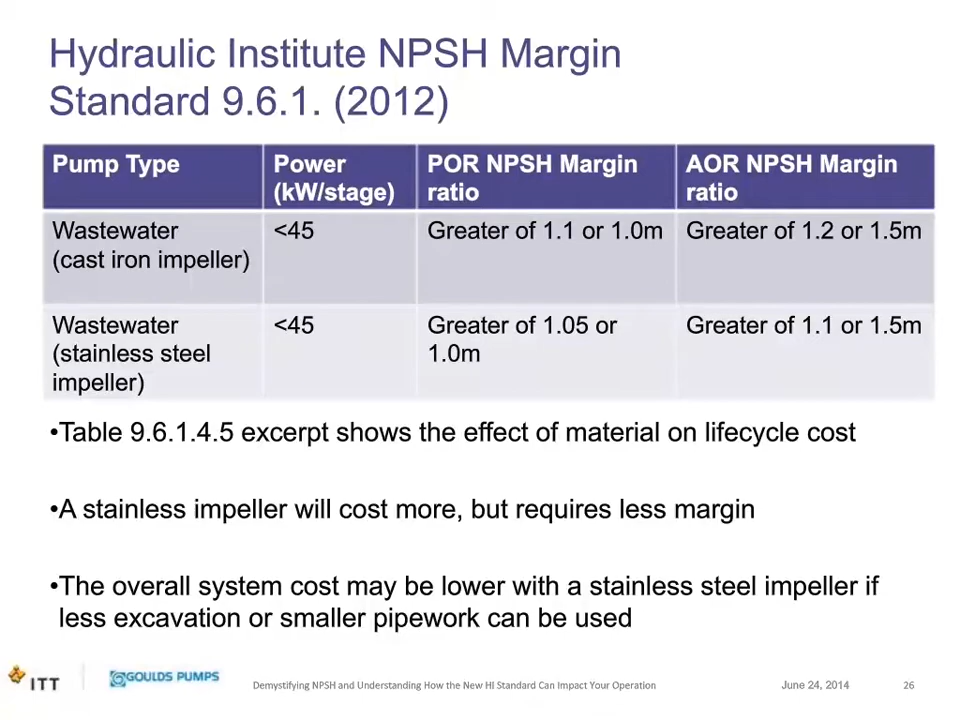 Hydraulic Institute NPSH Margin
Standard 9.6.1. (2012)
Pump Type
Power
(kW/stage)
POR NPSH Margin
ratio
AOR NPSH Margin
ratio
Wastewater
(cast iron impeller)
<45
Greater of 1.1 or 1.0m
Greater of 1.2 or 1.5m
Wastewater
(stainless steel
impeller)
<45
Greater of 1.05 or
1.0m
Greater of 1.1 or 1.5m
•Table 9.6.1.4.5 excerpt shows the effect of material on lifecycle cost
•A stainless impeller will cost more, but requires less margin
•The overall system cost may be lower with a stainless steel impeller if
less excavation or smaller pipework can be used
ITT
GOULDS PUMPS
Demystifying NPSH and Understanding How the New HI Standard Can Impact Your Operation
June 24, 2014
26